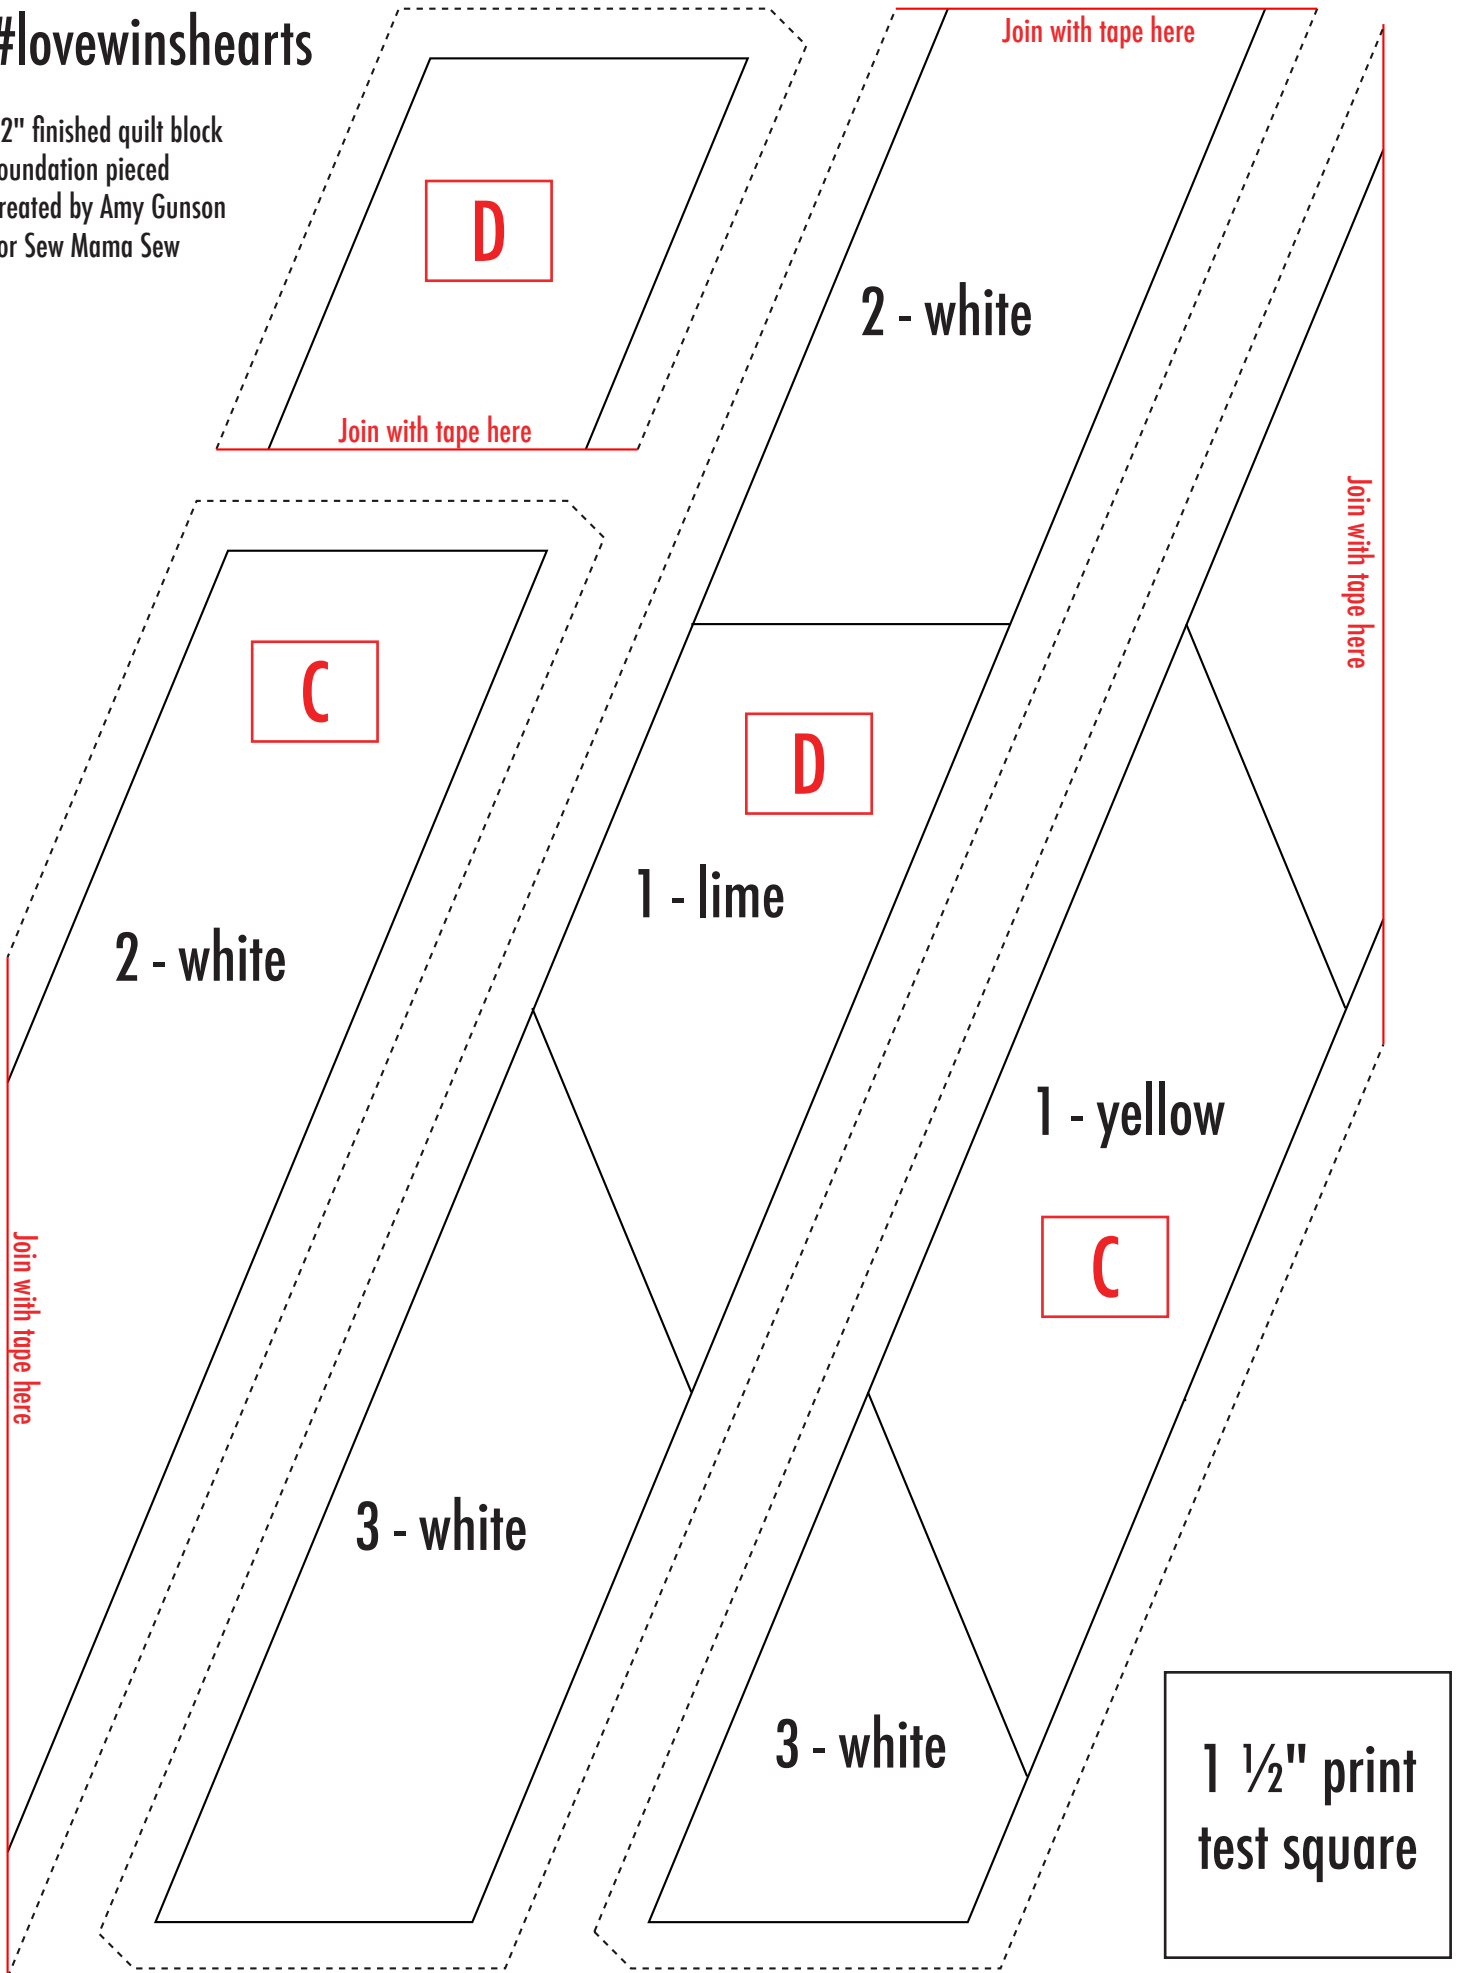 #lovewinshearts
2" finished quilt block
oundation pieced
reated by Amy Gunson
or Sew Mama Sew
D
Join with tape here
Join with tape here
2 - white
Join with tape here
C
2 - white
D
1 - lime
1 - yellow
C
Join with tape here
3 - white
3 - white
1 ½" print
test square